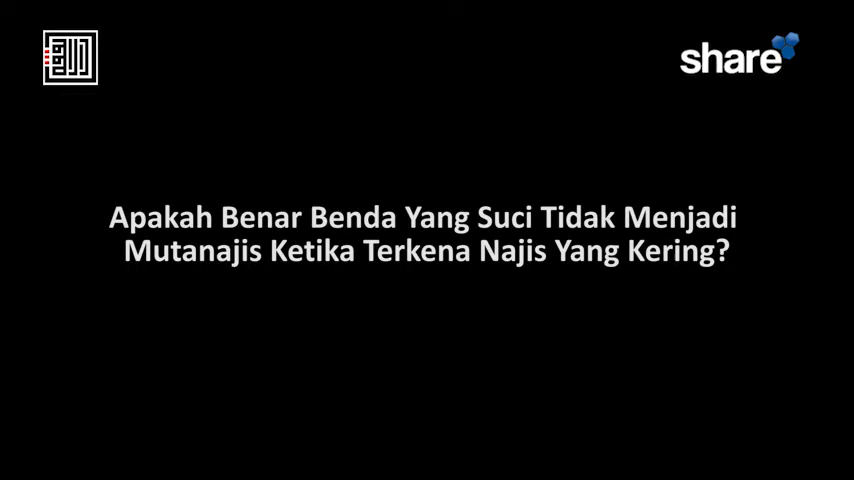 share
Apakah Benar Benda Yang Suci Tidak Menjadi
Mutanajis Ketika Terkena Najis Yang Kering?